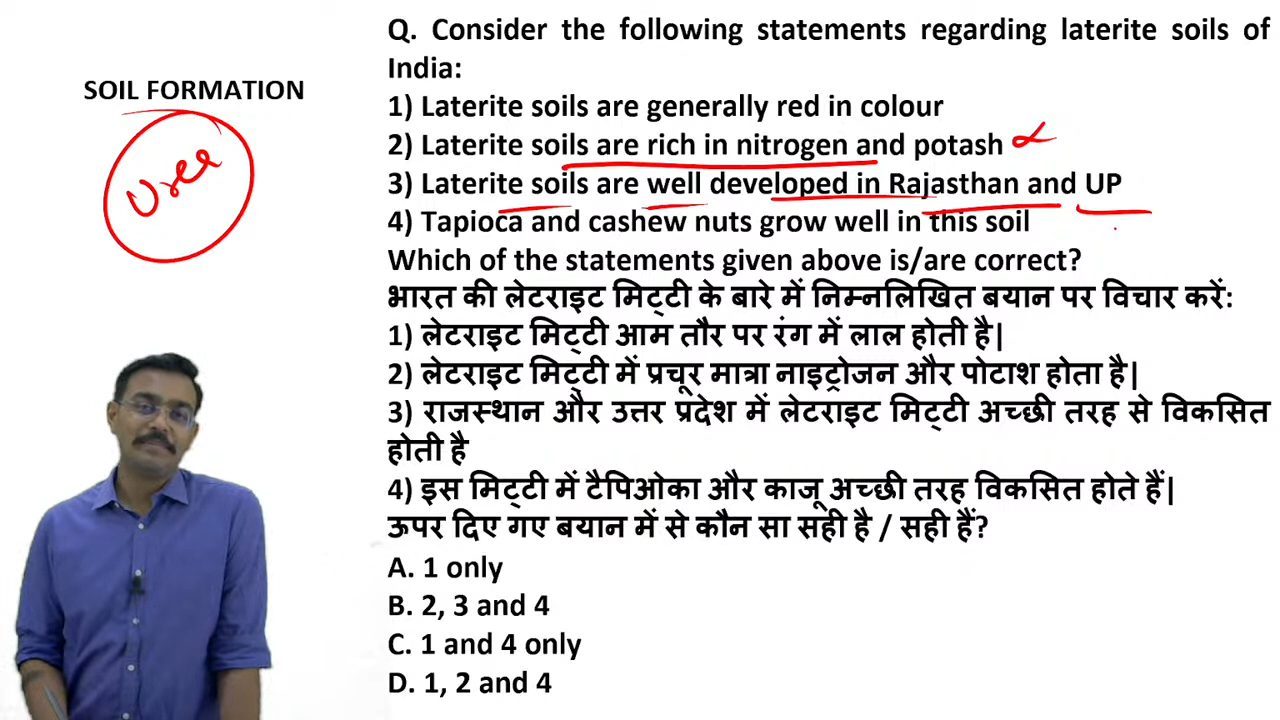 SOIL FORMATION
Urea
Q. Consider the following statements regarding laterite soils of
India:
1) Laterite soils are generally red in colour
2) Laterite soils are rich in nitrogen and potash
3) Laterite soils are well developed in Rajasthan and UP
4) Tapioca and cashew nuts grow well in this soil
Which of the statements given above is/are correct?
भारत की लेटराइट मिट्टी के बारे में निम्नलिखित बयान पर विचार करें:
1) लेटराइट मिट्टी आम तौर पर रंग में लाल होती है|
2) लेटराइट मिट्टी में प्रचूर मात्रा नाइट्रोजन और पोटाश होता है|
3) राजस्थान और उत्तर प्रदेश में लेटराइट मिट्टी अच्छी तरह से विकसित
होती है
4) इस मिट्टी में टैपिओका और काजू अच्छी तरह विकसित होते हैं|
ऊपर दिए गए बयान में से कौन सा सही है / सही हैं?
A. 1 only
B. 2, 3 and 4
C. 1 and 4 only
D. 1, 2 and 4